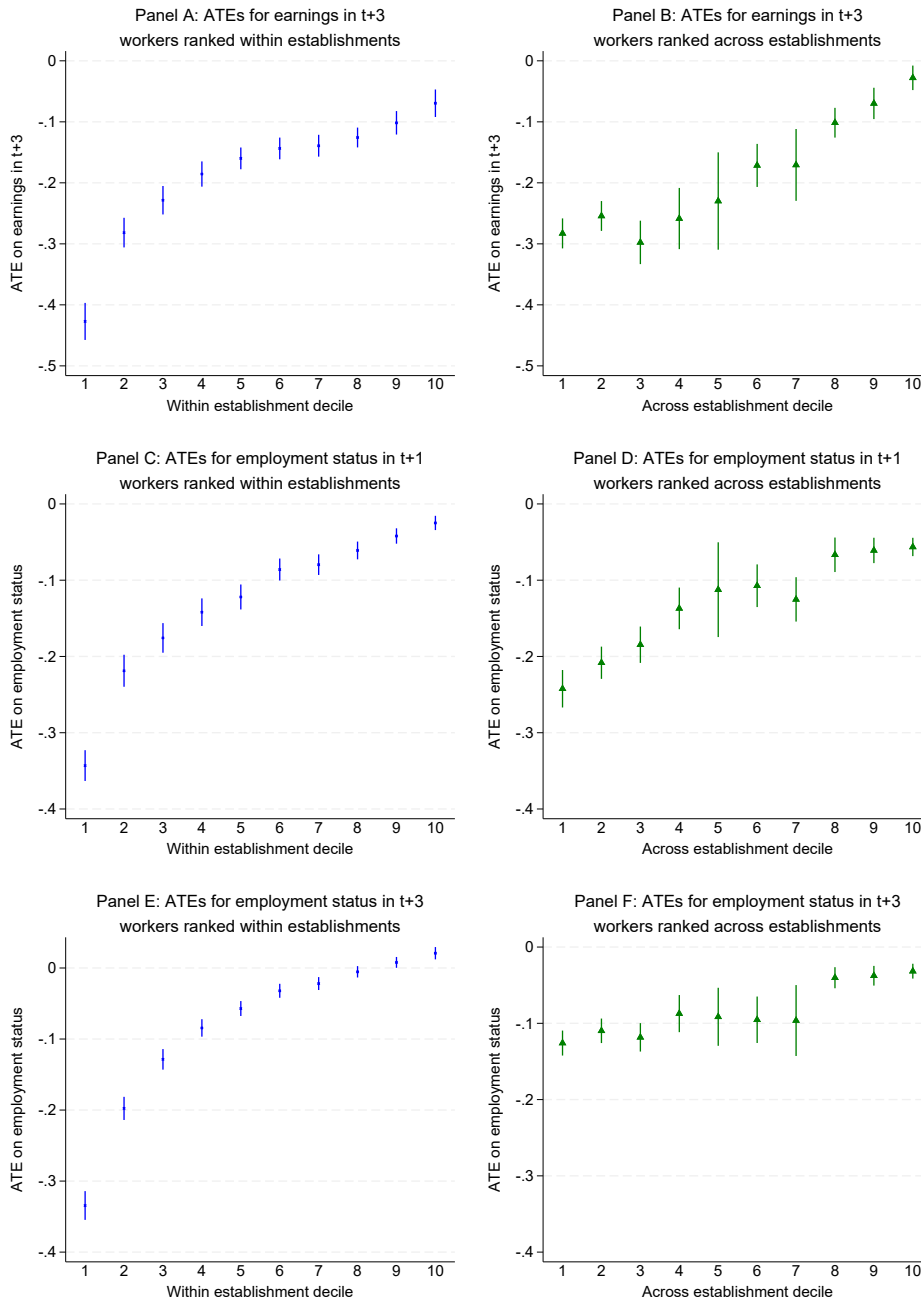 Panel A: ATEs for earnings in t+3
workers ranked within establishments
ATE on earnings in t+3
0
-.1
-.2
-.3
-.4
-.5
1 2 3 4 5 6 7 8 9 10
Within establishment decile
Panel B: ATEs for earnings in t+3
workers ranked across establishments
ATE on earnings in t+3
0
-.1
-.2
-.3
-.4
-.5
1 2 3 4 5 6 7 8 9 10
Across establishment decile
Panel C: ATEs for employment status in t+1
workers ranked within establishments
ATE on employment status
0
-.1
-.2
-.3
-.4
1 2 3 4 5 6 7 8 9 10
Within establishment decile
Panel D: ATEs for employment status in t+1
workers ranked across establishments
ATE on employment status
0
-.1
-.2
-.3
-.4
1 2 3 4 5 6 7 8 9 10
Across establishment decile
Panel E: ATEs for employment status in t+3
workers ranked within establishments
ATE on employment status
0
-.1
-.2
-.3
-.4
1 2 3 4 5 6 7 8 9 10
Within establishment decile
Panel F: ATEs for employment status in t+3
workers ranked across establishments
ATE on employment status
0
-.1
-.2
-.3
-.4
1 2 3 4 5 6 7 8 9 10
Across establishment decile